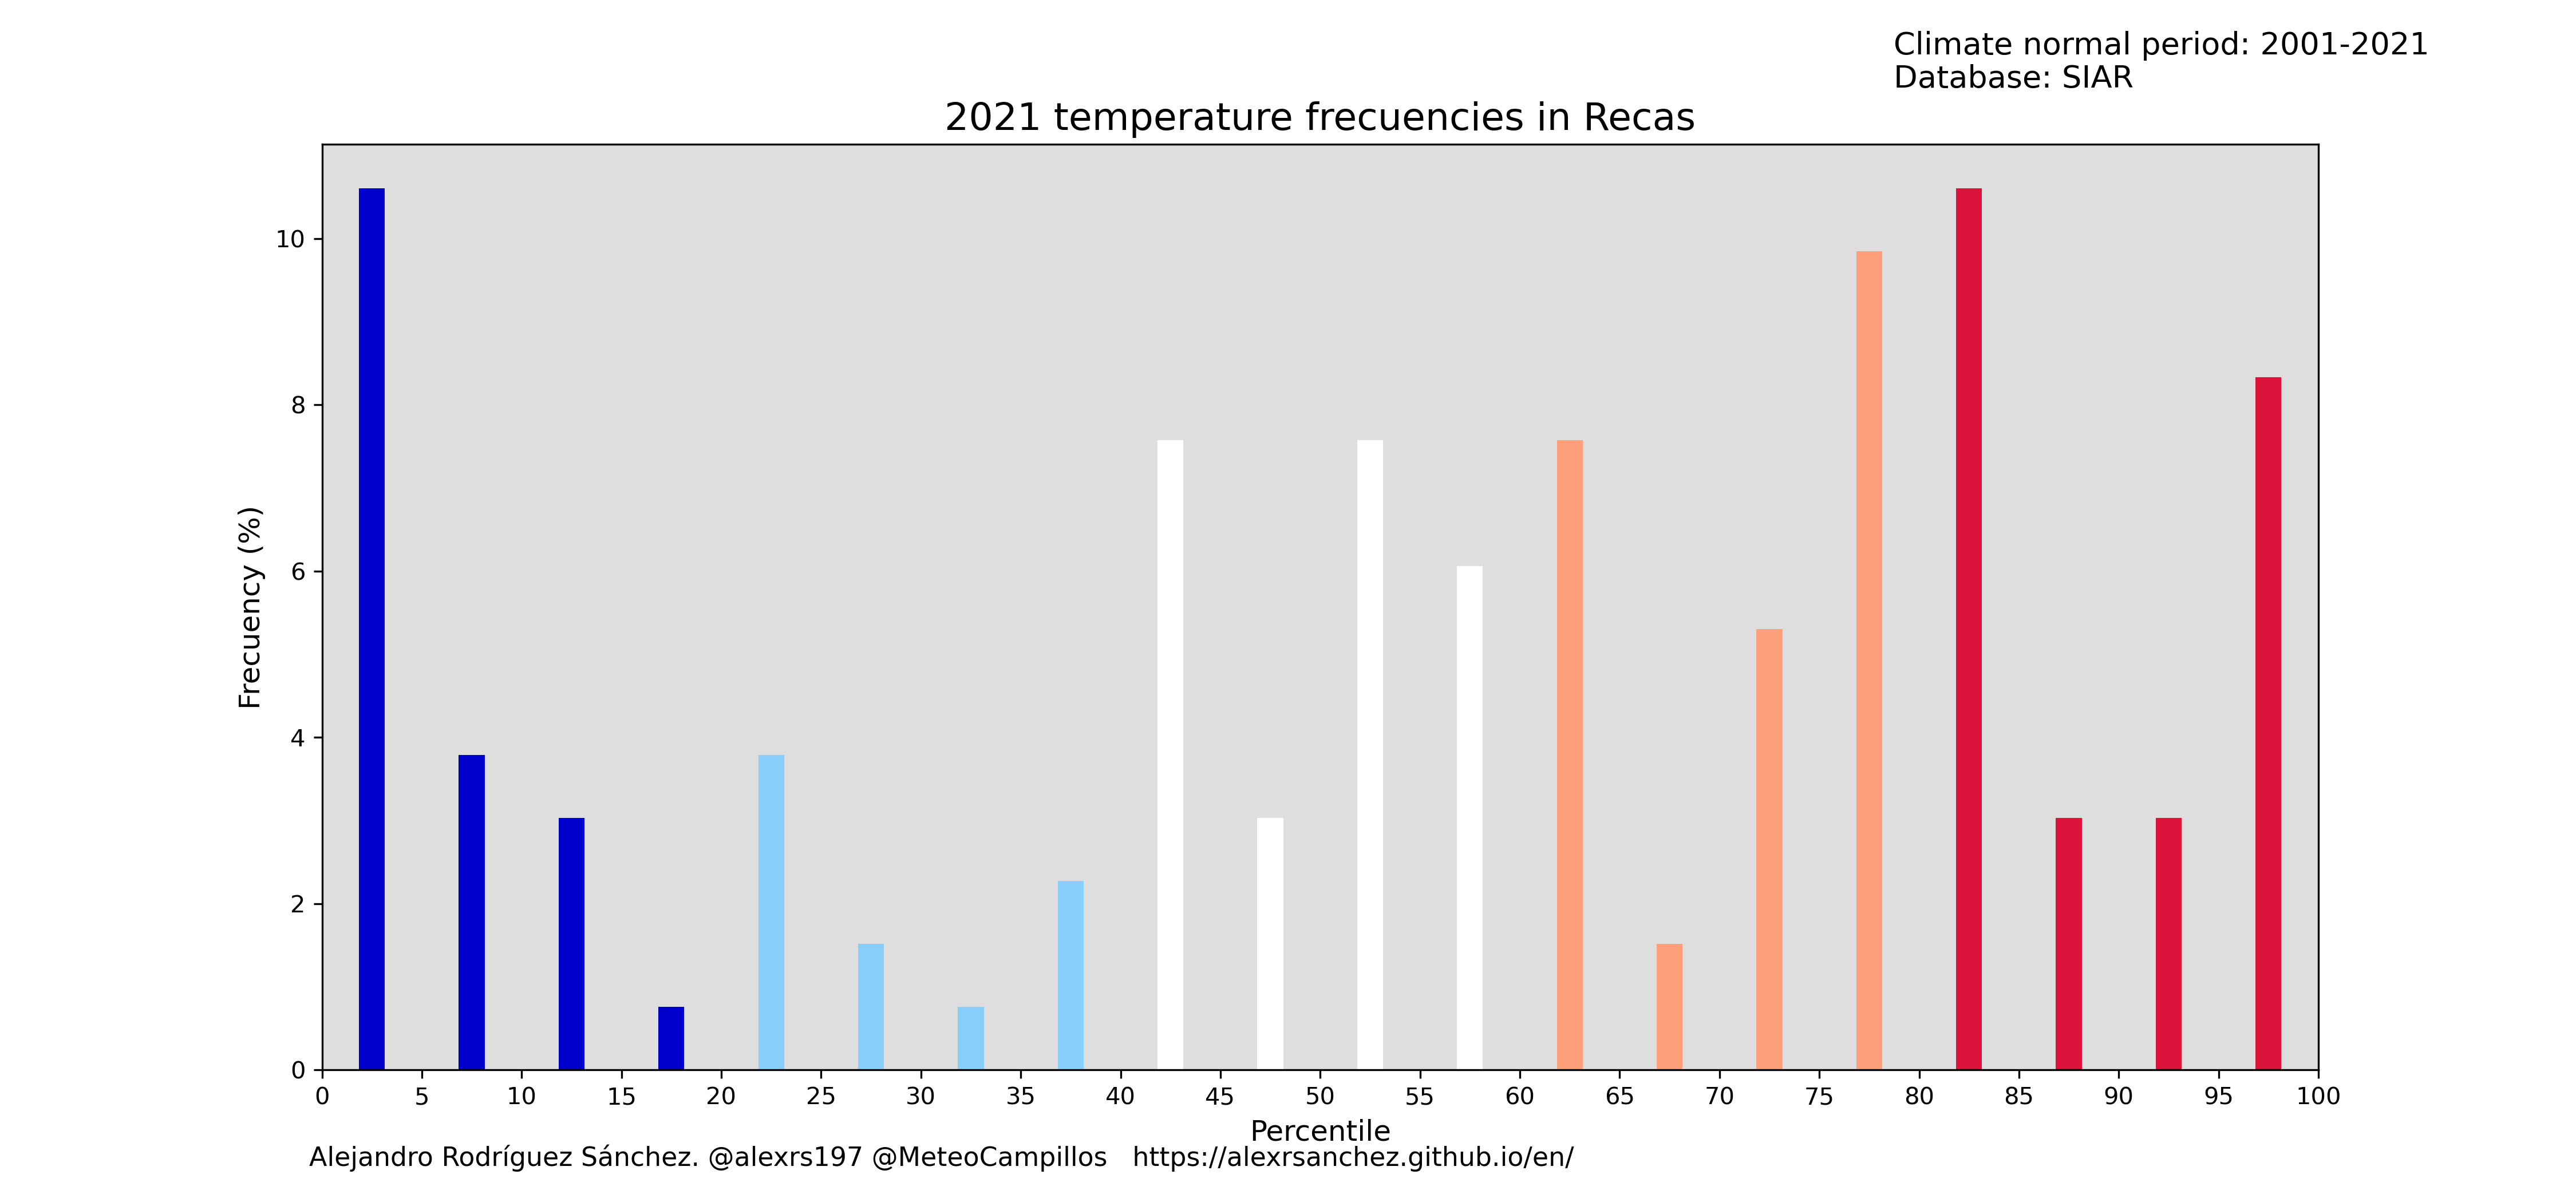 Climate normal period: 2001-2021
Database: SIAR
2021 temperature frecuencies in Recas
Frecuency (%)
10
8
6
4
2
0
0 5 10 15 20 25 30 35 40 45 50 55 60 65 70 75 80 85 90 95 100
Percentile
Alejandro Rodríguez Sánchez. @alexrs197 @MeteoCampillos https://alexrsanchez.github.io/en/